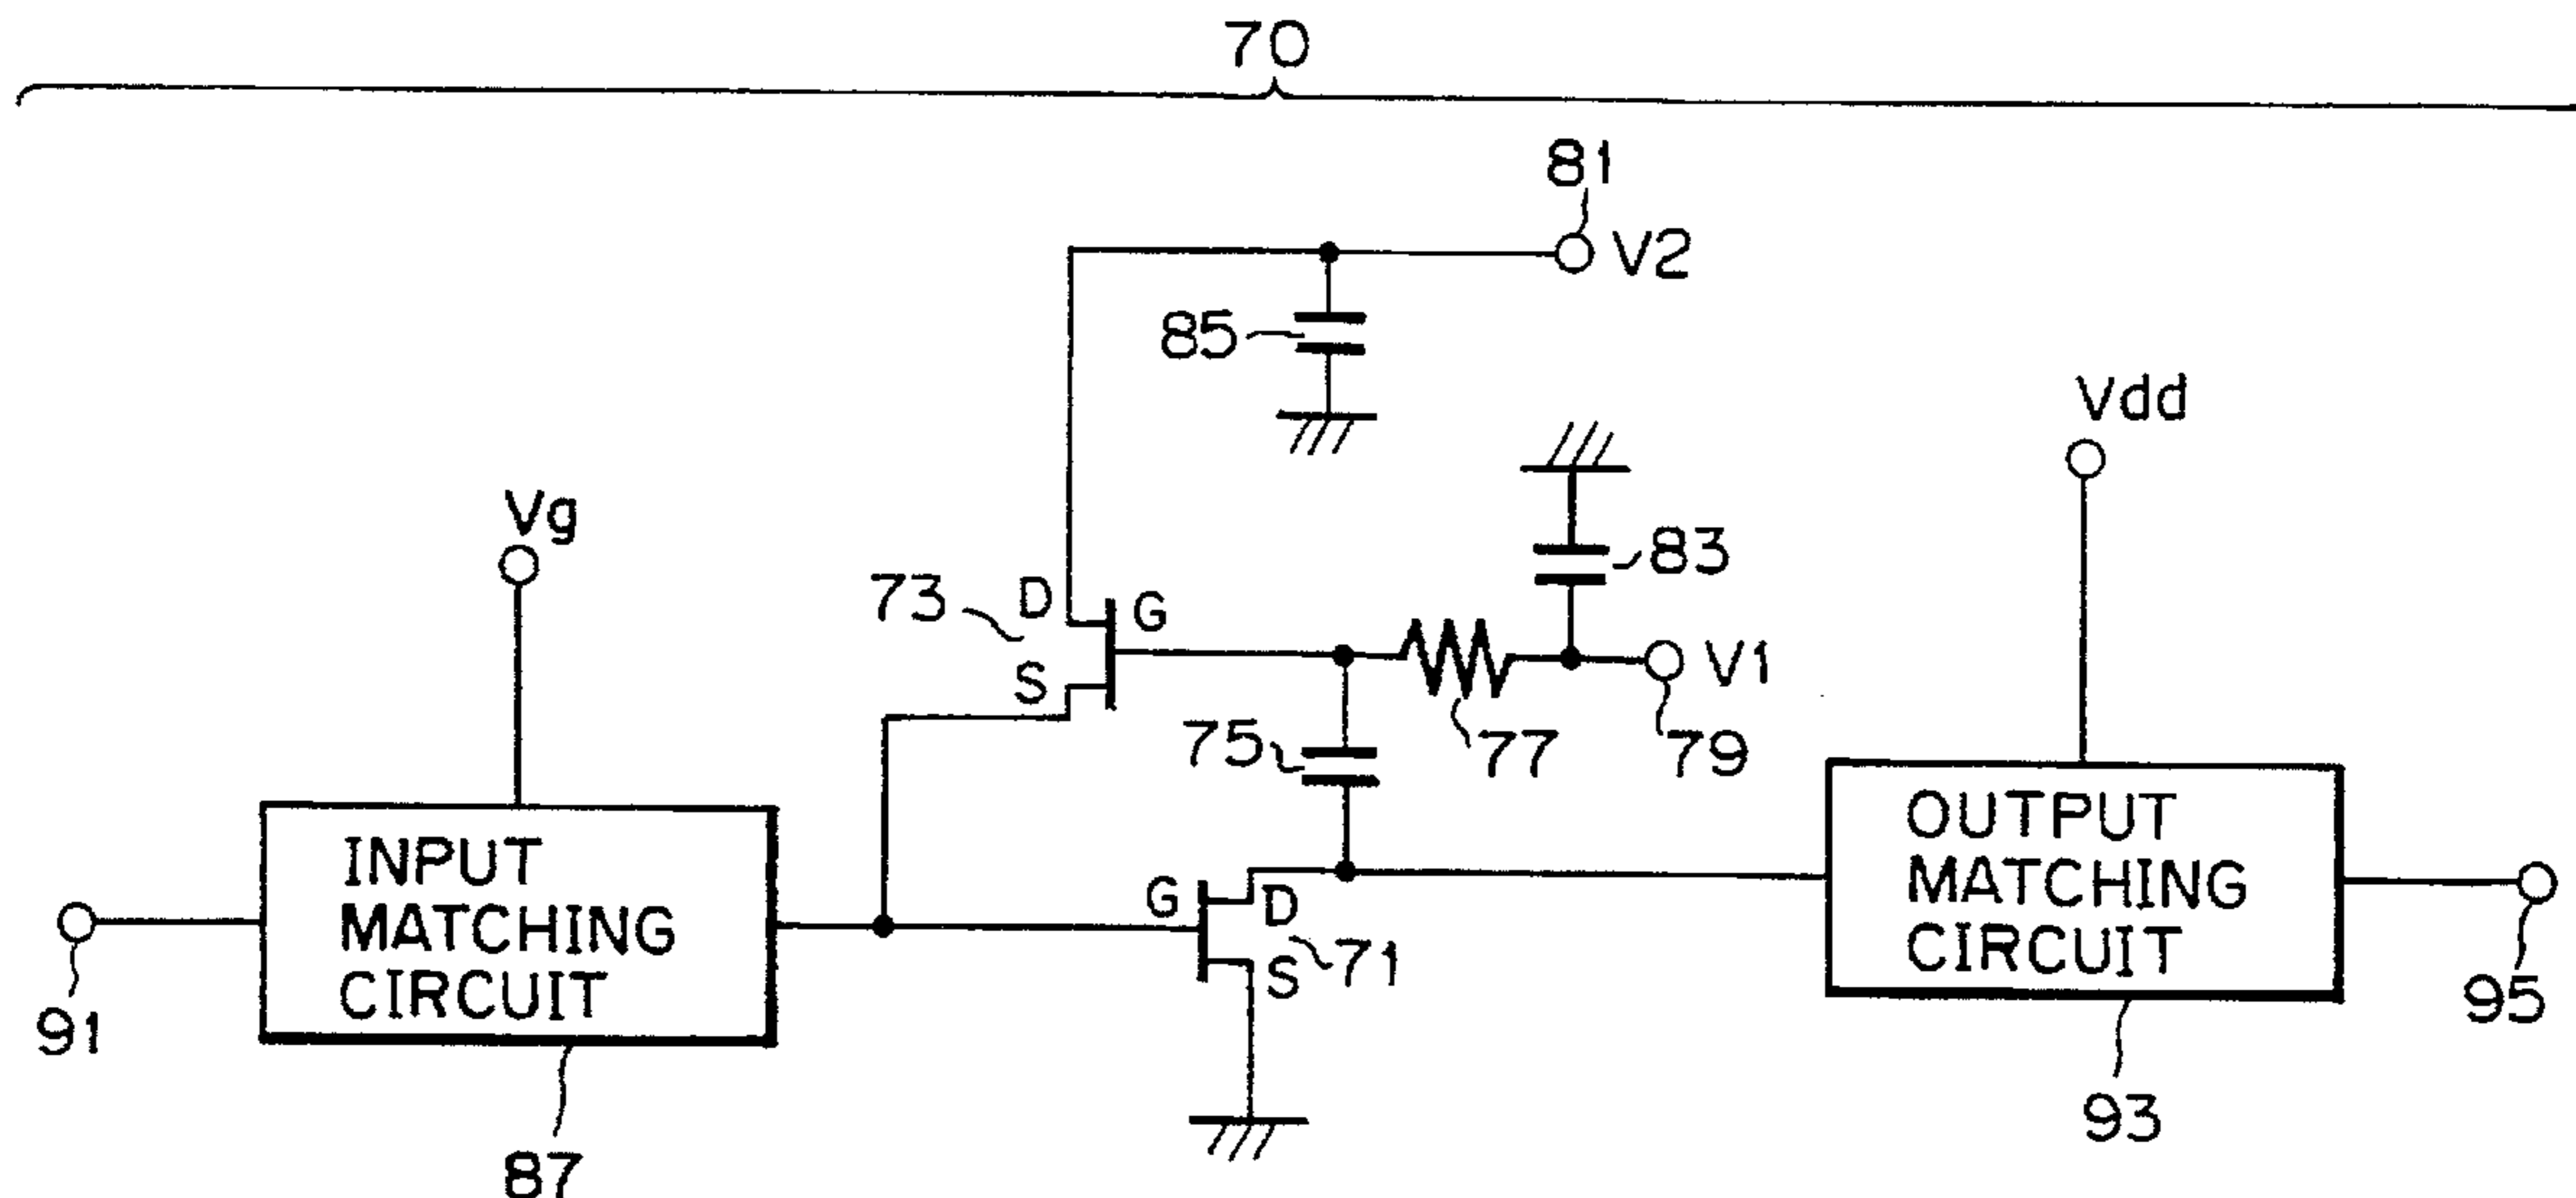 70
81
V2
85
Vdd
Vg
83
73
D
G
S
V1
75
77
79
INPUT
MATCHING
CIRCUIT
OUTPUT
MATCHING
CIRCUIT
G
D
S
71
91
95
87
93